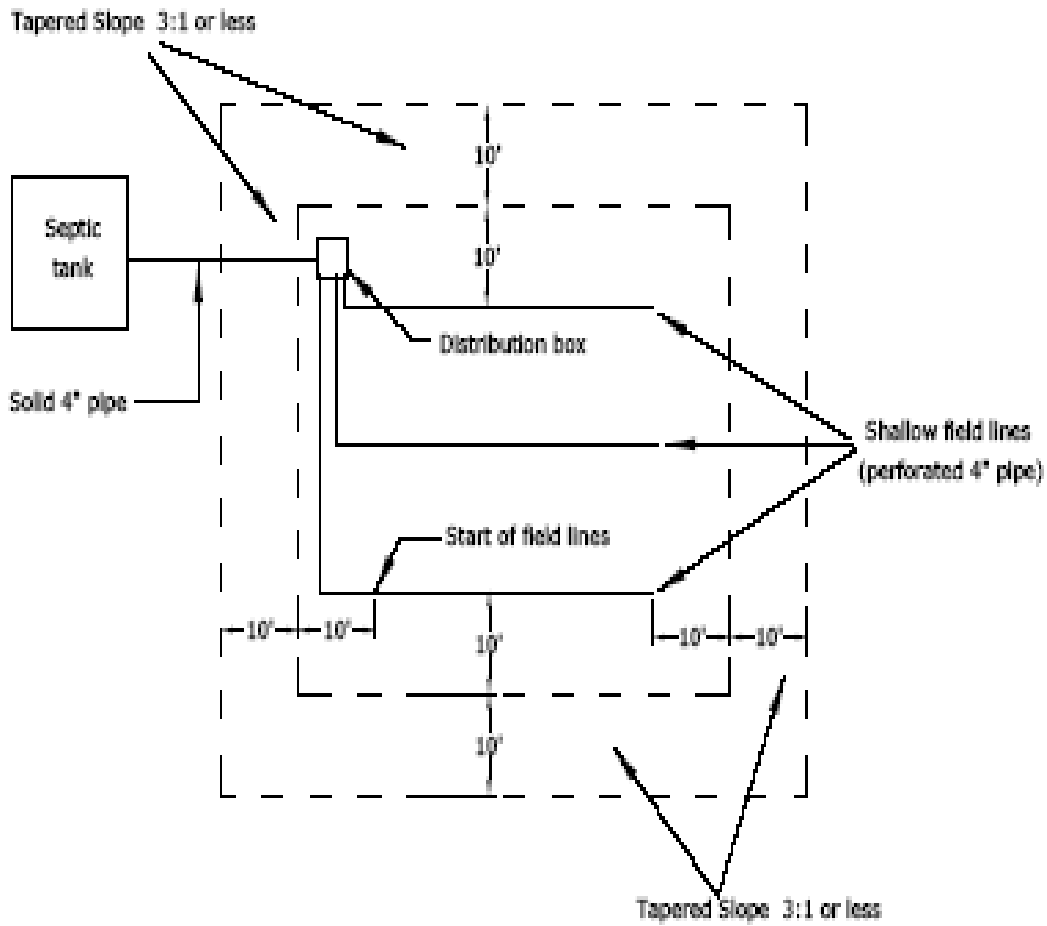 Tapered Slope 3:1 or less
10'
Septic
tank
10'
Distribution box
Solid 4" pipe
Shallow field lines
(perforated 4" pipe)
Start of field lines
10'
10'
10'
10'
10'
10'
Tapered Slope 3:1 or less